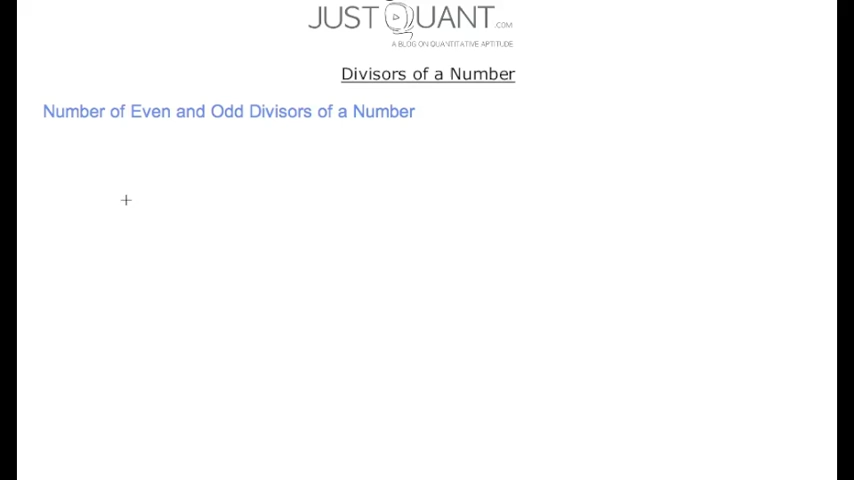 JUSTQUANT.COM
A BLOG ON QUANTITATIVE APTITUDE
Divisors of a Number
Number of Even and Odd Divisors of a Number